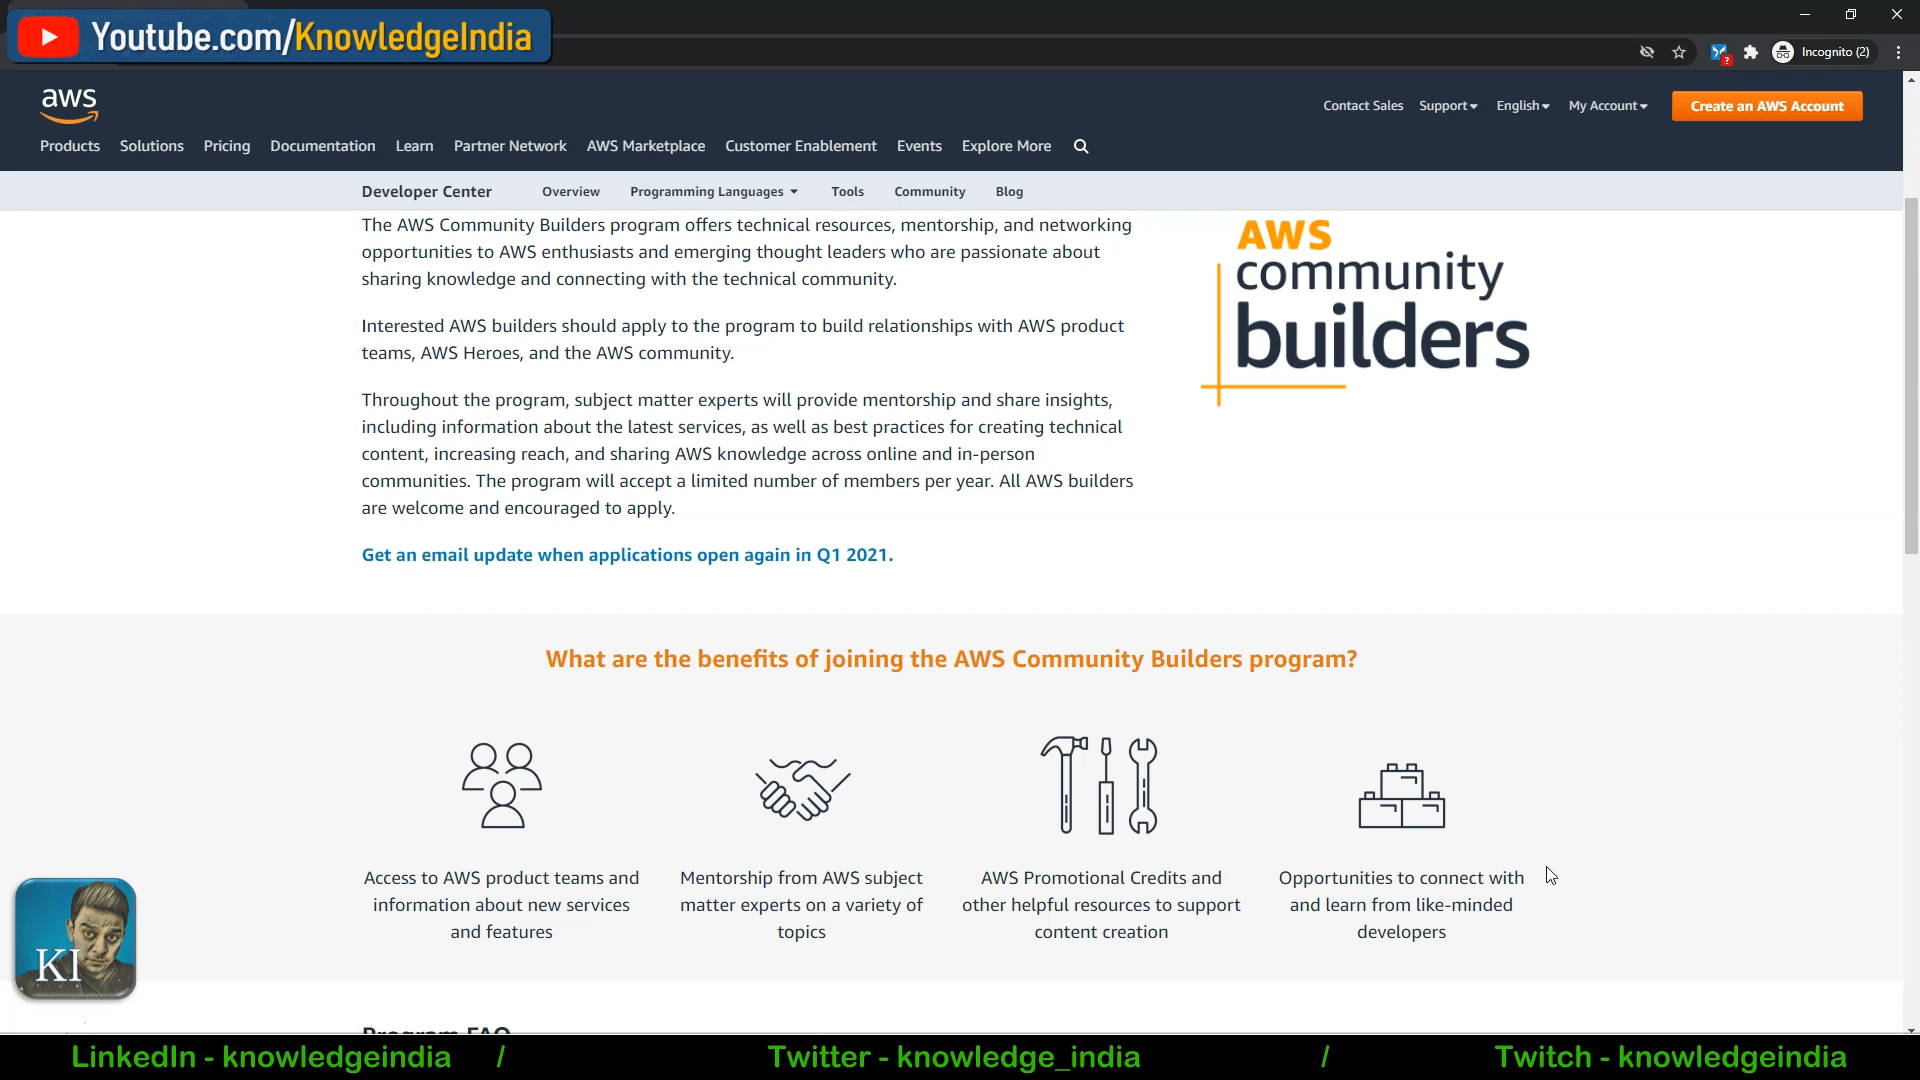 Youtube.com/KnowledgeIndia
Incognito (2)
aws
Contact Sales Support English My Account Create an AWS Account
Products Solutions Pricing Documentation Learn Partner Network AWS Marketplace Customer Enablement Events Explore More
Developer Center Overview Programming Languages Tools Community Blog
The AWS Community Builders program offers technical resources, mentorship, and networking
opportunities to AWS enthusiasts and emerging thought leaders who are passionate about
sharing knowledge and connecting with the technical community.
Interested AWS builders should apply to the program to build relationships with AWS product
teams, AWS Heroes, and the AWS community.
Throughout the program, subject matter experts will provide mentorship and share insights,
including information about the latest services, as well as best practices for creating technical
content, increasing reach, and sharing AWS knowledge across online and in-person
communities. The program will accept a limited number of members per year. All AWS builders
are welcome and encouraged to apply.
Get an email update when applications open again in Q1 2021.
AWS
community
builders
What are the benefits of joining the AWS Community Builders program?
Access to AWS product teams and
information about new services
and features
Mentorship from AWS subject
matter experts on a variety of
topics
AWS Promotional Credits and
other helpful resources to support
content creation
Opportunities to connect with
and learn from like-minded
developers
KI
Program FAQ
LinkedIn - knowledgeindia / Twitter - knowledge_india / Twitch - knowledgeindia